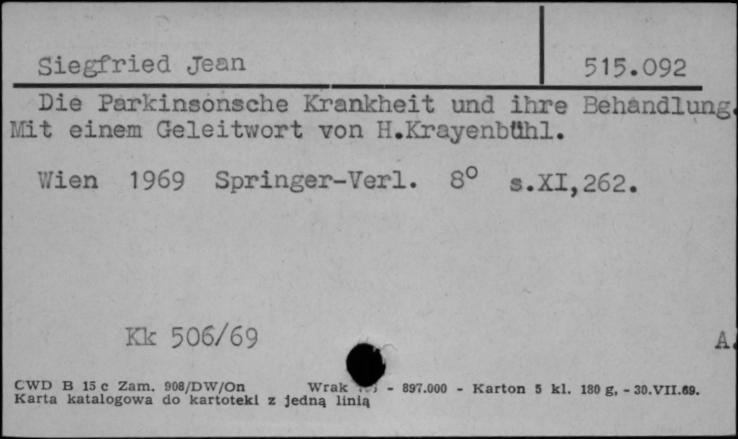 Siegfried Jean
515.092
Die Parkinsonsche Krankheit und ihre Behandlung.
Mit einem Geleitwort von H.Krayenbühl.
Wien 1969 Springer-Verl. 8° s.XI,262.
Kk 506/69
A.
CWD B 15 c Zam. 908/DW/On Wrak - 897.000 - Karton 5 kl. 180 g, - 30.VII.69.
Karta katalogowa do kartoteki z jedną linią